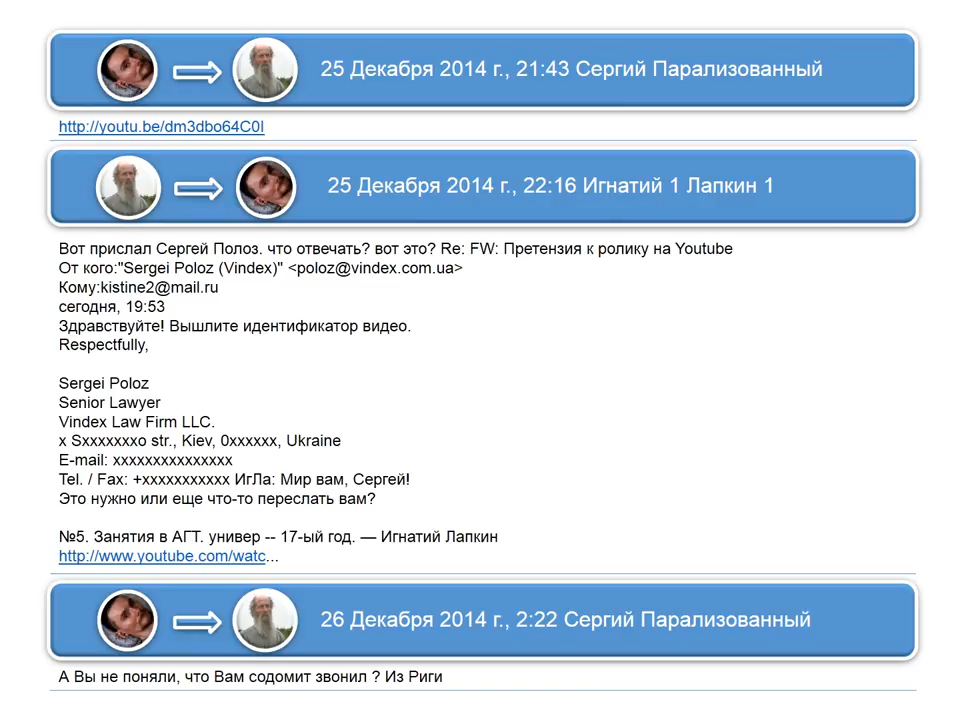 25 Декабря 2014 г., 21:43 Сергий Парализованный
http://youtu.be/dm3dbo64C0I
25 Декабря 2014 г., 22:16 Игнатий 1 Лапкин 1
Вот прислал Сергей Полоз. что отвечать? вот это? Re: FW: Претензия к ролику на Youtube
От кого:"Sergei Poloz (Vindex)" <poloz@vindex.com.ua>
Кому:kistine2@mail.ru
сегодня, 19:53
Здравствуйте! Вышлите идентификатор видео.
Respectfully,
Sergei Poloz
Senior Lawyer
Vindex Law Firm LLC.
x Sxxxxxxxo str., Kiev, 0xxxxxx, Ukraine
E-mail: xxxxxxxxxxxxxxx
Tel. / Fax: +xxxxxxxxxxx ИгЛа: Мир вам, Сергей!
Это нужно или еще что-то переслать вам?
№5. Занятия в АГТ. универ -- 17-ый год. — Игнатий Лапкин
http://www.youtube.com/watc...
26 Декабря 2014 г., 2:22 Сергий Парализованный
А Вы не поняли, что Вам содомит звонил ? Из Риги